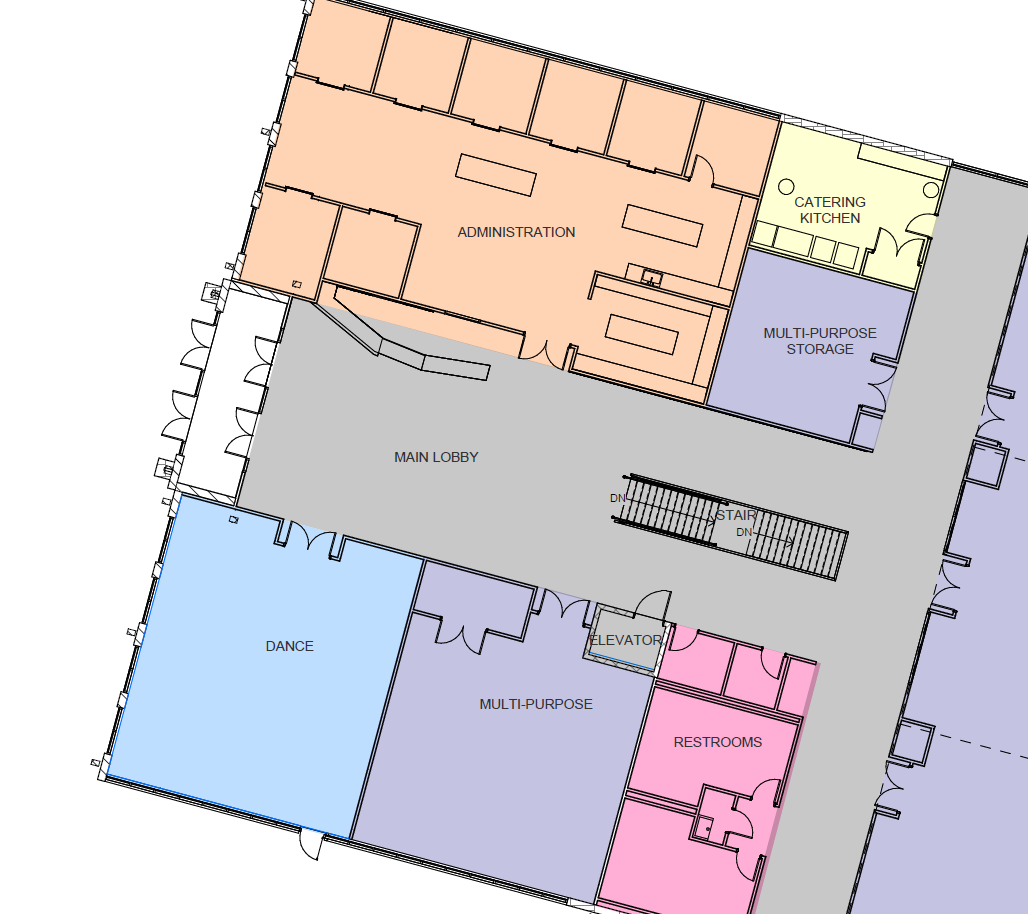 CATERING
KITCHEN
ADMINISTRATION
MULTI-PURPOSE
STORAGE
MAIN LOBBY
DN
STAIR
DN
ELEVATOR
DANCE
MULTI-PURPOSE
RESTROOMS